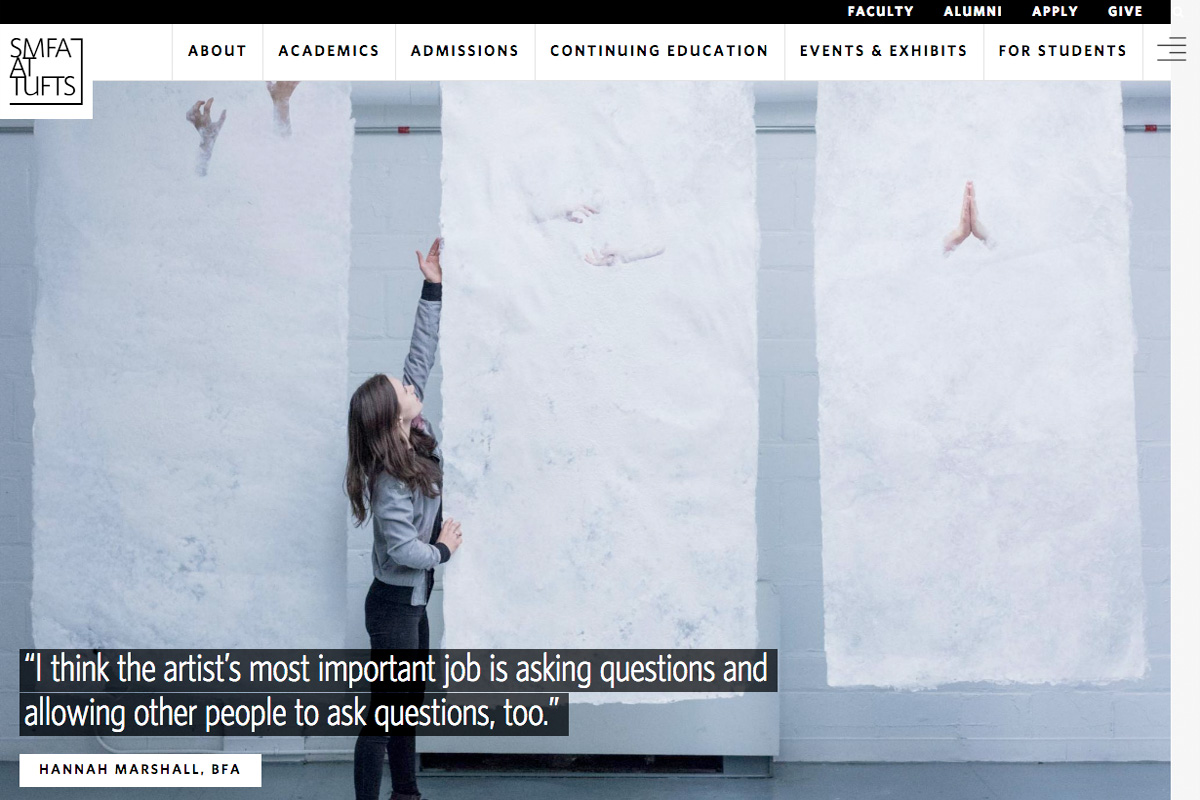 FACULTY ALUMNI APPLY GIVE
SMFA
AT
TUFTS
ABOUT ACADEMICS ADMISSIONS CONTINUING EDUCATION EVENTS & EXHIBITS FOR STUDENTS
“I think the artist’s most important job is asking questions and
allowing other people to ask questions, too.”
HANNAH MARSHALL, BFA